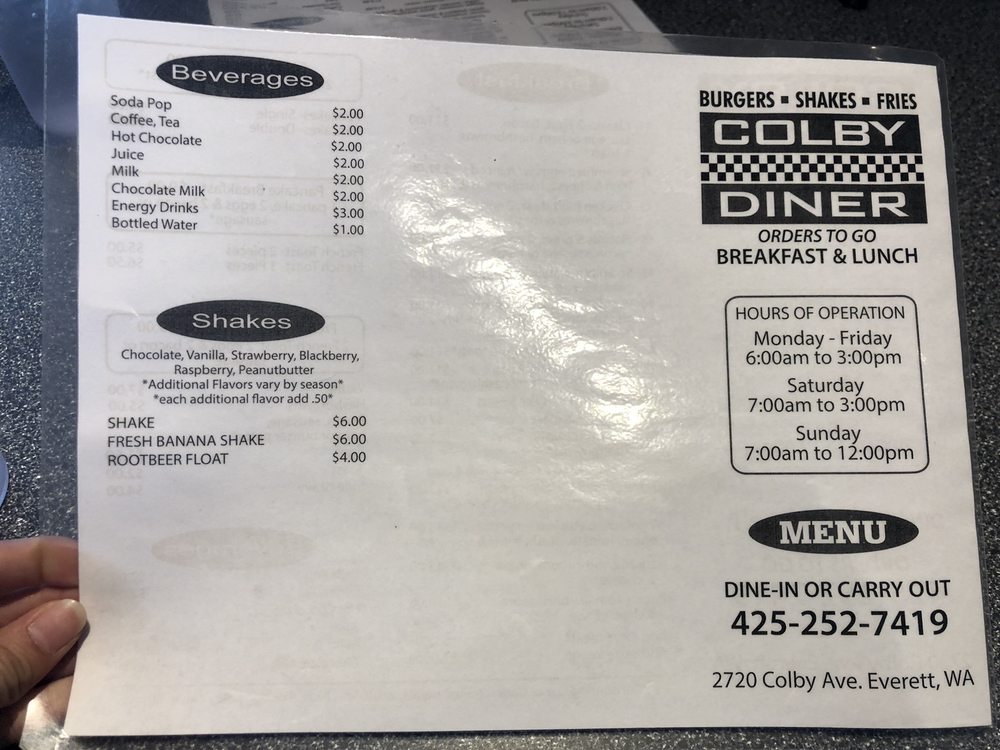 Beverages
Soda Pop $2.00
Coffee, Tea $2.00
Hot Chocolate $2.00
Juice $2.00
Milk $2.00
Chocolate Milk $2.00
Energy Drinks $3.00
Bottled Water $1.00
Shakes
Chocolate, Vanilla, Strawberry, Blackberry,
Raspberry, Peanutbutter
*Additional Flavors vary by season*
*each additional flavor add .50*
SHAKE $6.00
FRESH BANANA SHAKE $6.00
ROOTBEER FLOAT $4.00
BURGERS ▪ SHAKES ▪ FRIES
COLBY
DINER
ORDERS TO GO
BREAKFAST & LUNCH
HOURS OF OPERATION
Monday - Friday
6:00am to 3:00pm
Saturday
7:00am to 3:00pm
Sunday
7:00am to 12:00pm
MENU
DINE-IN OR CARRY OUT
425-252-7419
2720 Colby Ave. Everett, WA